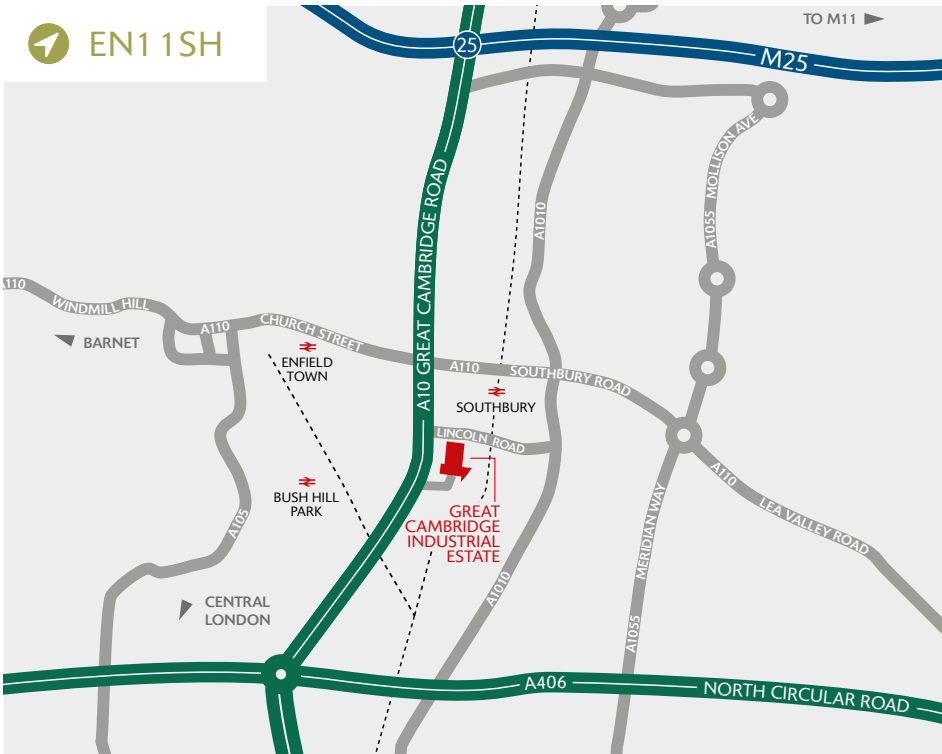 EN1 1SH
TO M11
25
M25
MOLLISON AVE
A1055
A1010
A10 GREAT CAMBRIDGE ROAD
A110
WINDMILL HILL
A110
CHURCH STREET
BARNET
ENFIELD
TOWN
A110
SOUTHBURY ROAD
SOUTHBURY
LINCOLN ROAD
BUSH HILL
PARK
GREAT
CAMBRIDGE
INDUSTRIAL
ESTATE
A110
LEA VALLEY ROAD
MERIDIAN WAY
A105
A1010
CENTRAL
LONDON
A1055
A406
NORTH CIRCULAR ROAD